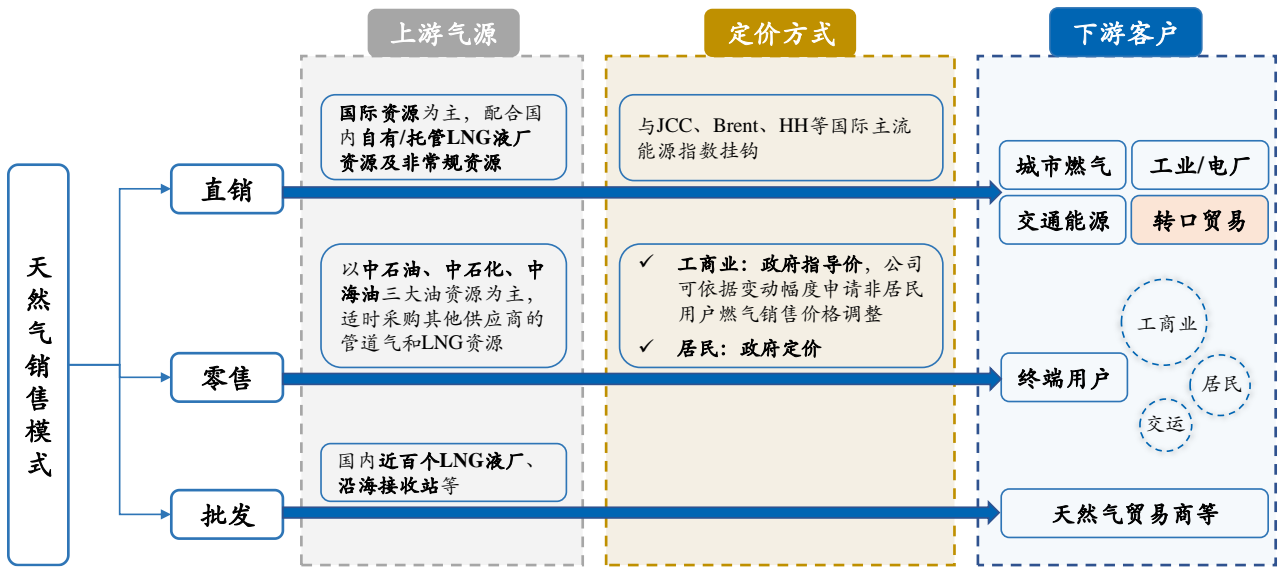 上游气源
定价方式
下游客户
天然气销售模式
直销
国际资源为主，配合国
内自有/托管LNG液厂
资源及非常规资源
与JCC、Brent、HH等国际主流
能源指数挂钩
城市燃气
工业/电厂
交通能源
转口贸易
零售
以中石油、中石化、中
海油三大油资源为主，
适时采购其他供应商的
管道气和LNG资源
✓ 工商业：政府指导价，公司
可依据变动幅度申请非居民
用户燃气销售价格调整
✓ 居民：政府定价
终端用户
工商业
居民
交运
批发
国内近百个LNG液厂、
沿海接收站等
天然气贸易商等